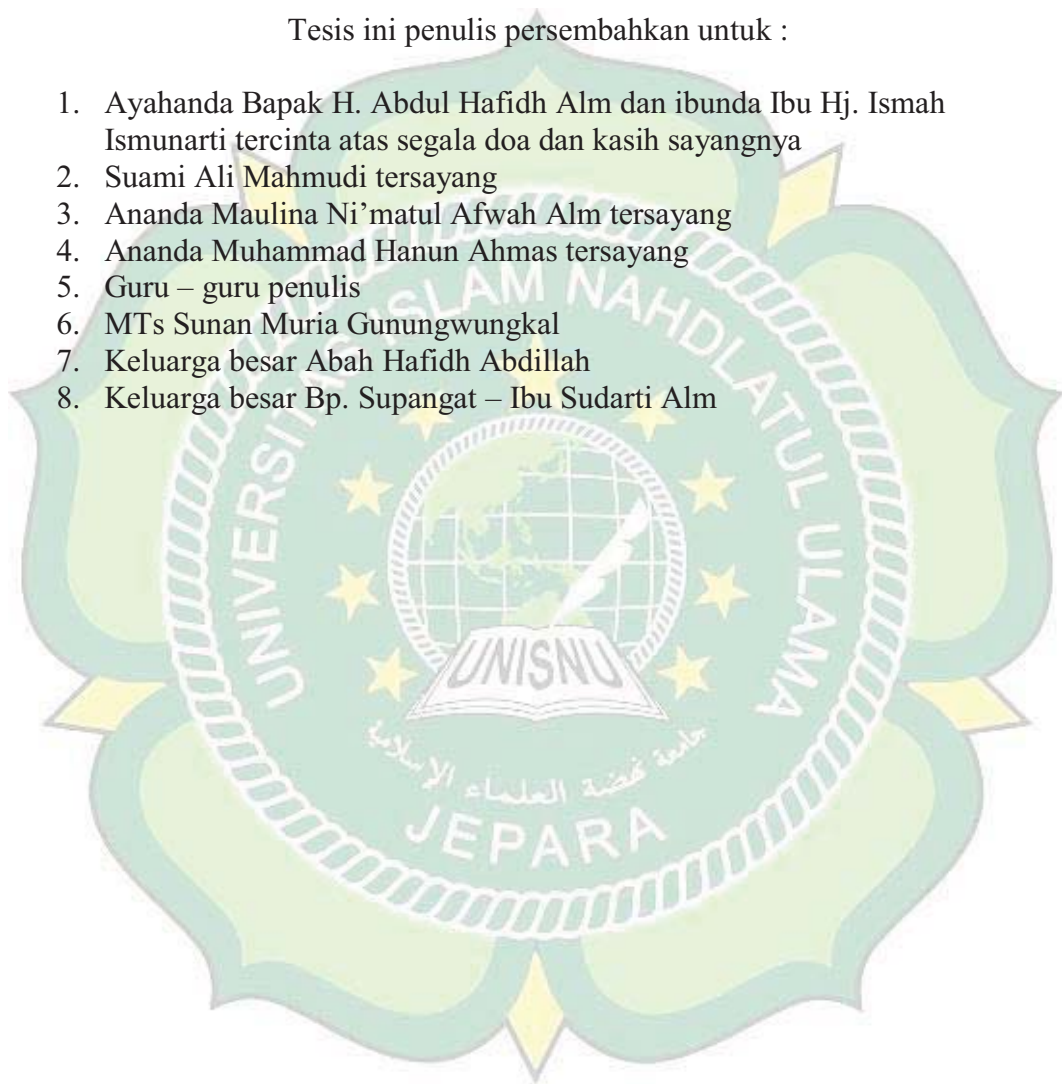 Tesis ini penulis persembahkan untuk :
1. Ayahanda Bapak H. Abdul Hafidh Alm dan ibunda Ibu Hj. Ismah
Ismunarti tercinta atas segala doa dan kasih sayangnya
2. Suami Ali Mahmudi tersayang
3. Ananda Maulina Ni’matul Afwah Alm tersayang
4. Ananda Muhammad Hanun Ahmas tersayang
5. Guru – guru penulis
6. MTs Sunan Muria Gunungwungkal
7. Keluarga besar Abah Hafidh Abdillah
8. Keluarga besar Bp. Supangat – Ibu Sudarti Alm
UNIVERSITAS ISLAM NAHDLATUL ULAMA
UNISNU
جامعة نهضة العلماء الإسلامية
JEPARA